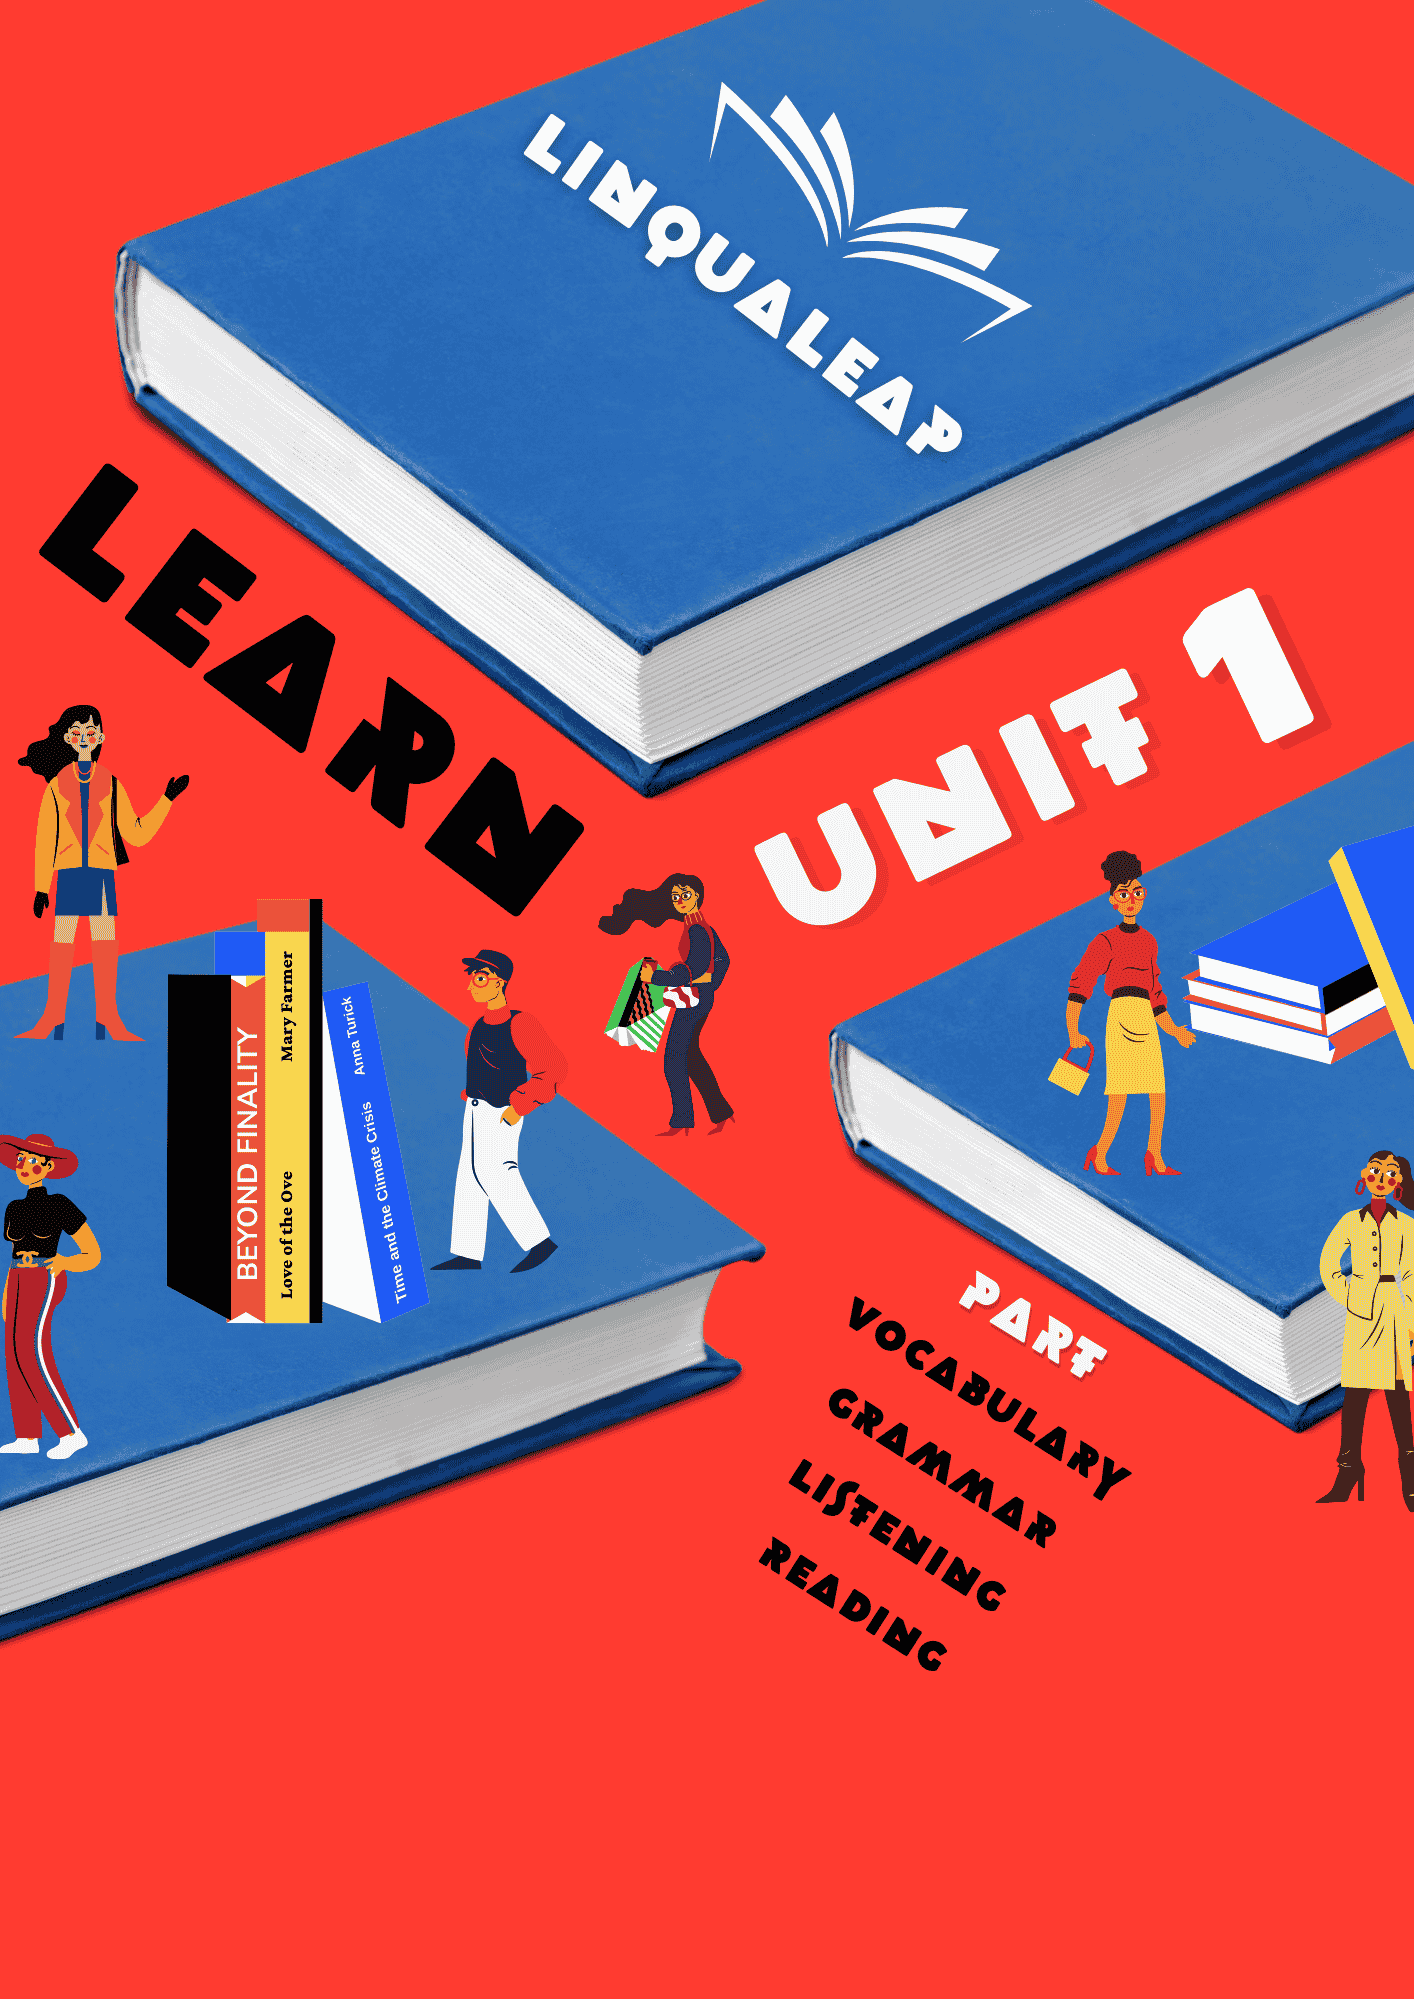 LINQUALEAP
LEARN
UNIT 1
BEYOND FINALITY
Love of the Ove Mary Farmer
Time and the Climate Crisis Anna Turick
PART
VOCABULARY
GRAMMAR
LISTENING
READING